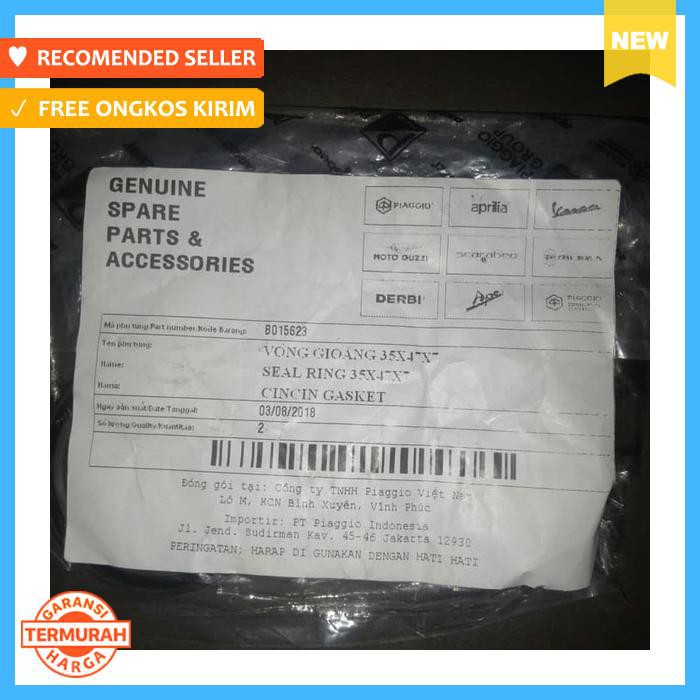 RECOMENDED SELLER
✓ FREE ONGKOS KIRIM
NEW
PIAGGIO GROUP
GENUINE
SPARE
PARTS &
ACCESSORIES
PIAGGIO
aprilia
Vespa
MOTO GUZZI
scarabeo
DERBI
Ape
PIAGGIO
Mã phụ tùng/Part number/Kode Barang: B015623
Tên phụ tùng: VÒNG GIOĂNG 35X47X7
Name: SEAL RING 35X47X7
Nama: CINCIN GASKET
Ngày sản xuất/Date/Tanggal: 03/08/2018
Số lượng/Quality/Kuantitas: 2
Đóng gói tại: Công ty TNHH Piaggio Việt Nam
Lô M, KCN Bình Xuyên, Vĩnh Phúc
Importir: PT Piaggio Indonesia
Jl. Jend. Sudirman Kav. 45-46 Jakarta 12930
PERINGATAN: HARAP DI GUNAKAN DENGAN HATI HATI
GARANSI
TERMURAH
HARGA